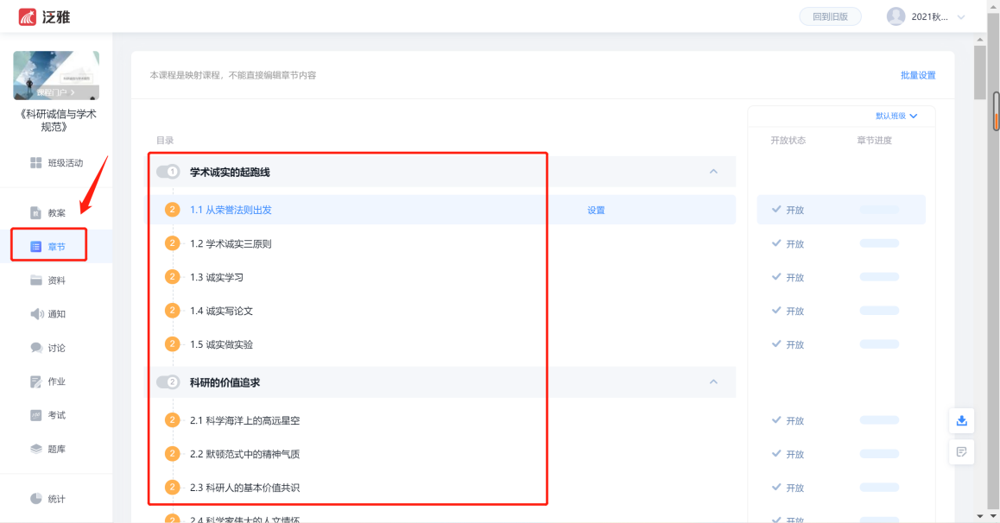 泛雅
回到旧版
2021秋...
课程门户 >
《科研诚信与学术
规范》
班级活动
教案
章节
资料
通知
讨论
作业
考试
题库
统计
本课程是映射课程，不能直接编辑章节内容
批量设置
默认班级
目录
开放状态
章节进度
1 学术诚实的起跑线
2 1.1 从荣誉法则出发
设置
开放
2 1.2 学术诚实三原则
开放
2 1.3 诚实学习
开放
2 1.4 诚实写论文
开放
2 1.5 诚实做实验
开放
2 科研的价值追求
2 2.1 科学海洋上的高远星空
开放
2 2.2 默顿范式中的精神气质
开放
2 2.3 科研人的基本价值共识
开放
2 2.4 科学家伟大的人文情怀
开放